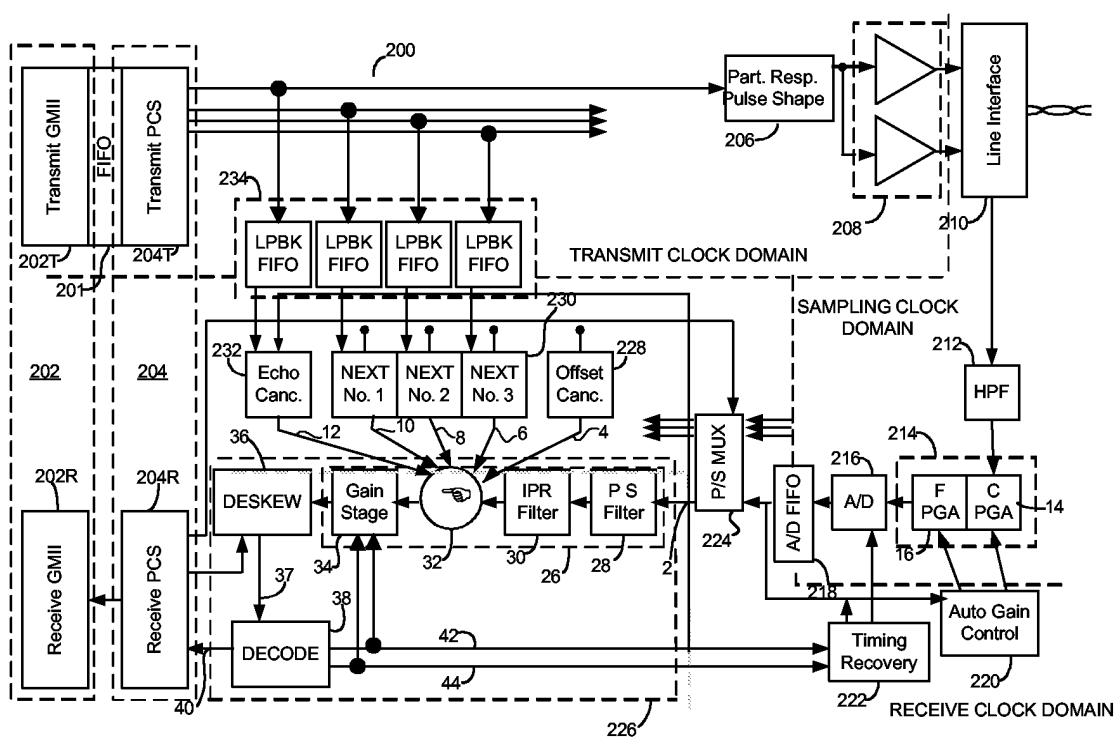 200
Transmit GMII
FIFO
Transmit PCS
Part. Resp.
Pulse Shape
206
Line Interface
208
210
234
202T
204T
201
LPBK
FIFO
LPBK
FIFO
LPBK
FIFO
LPBK
FIFO
TRANSMIT CLOCK DOMAIN
SAMPLING CLOCK
DOMAIN
230
232
228
212
202
204
Echo
Canc.
NEXT
No. 1
NEXT
No. 2
NEXT
No. 3
Offset
Canc.
HPF
12
10
8
6
4
36
214
216
202R
204R
DESKEW
Gain
Stage
IPR
Filter
P S
Filter
P/S MUX
A/D FIFO
A/D
F
PGA
C
PGA
14
16
34
32
30
26
28
2
224
218
Receive GMII
Receive PCS
37
38
DECODE
42
44
40
Timing
Recovery
Auto Gain
Control
222
220
226
RECEIVE CLOCK DOMAIN